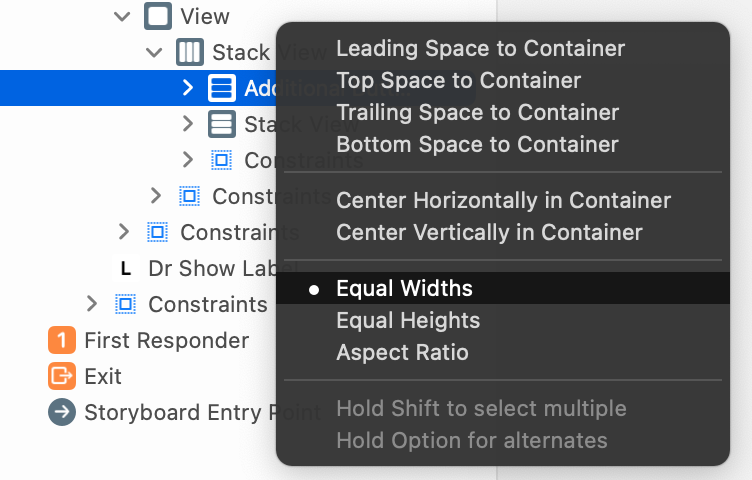 View
Stack View
Additional
Stack View
Constraints
Constraints
Constraints
L Dr Show Label
Constraints
1 First Responder
Exit
Storyboard Entry Point
Leading Space to Container
Top Space to Container
Trailing Space to Container
Bottom Space to Container
Center Horizontally in Container
Center Vertically in Container
Equal Widths
Equal Heights
Aspect Ratio
Hold Shift to select multiple
Hold Option for alternates